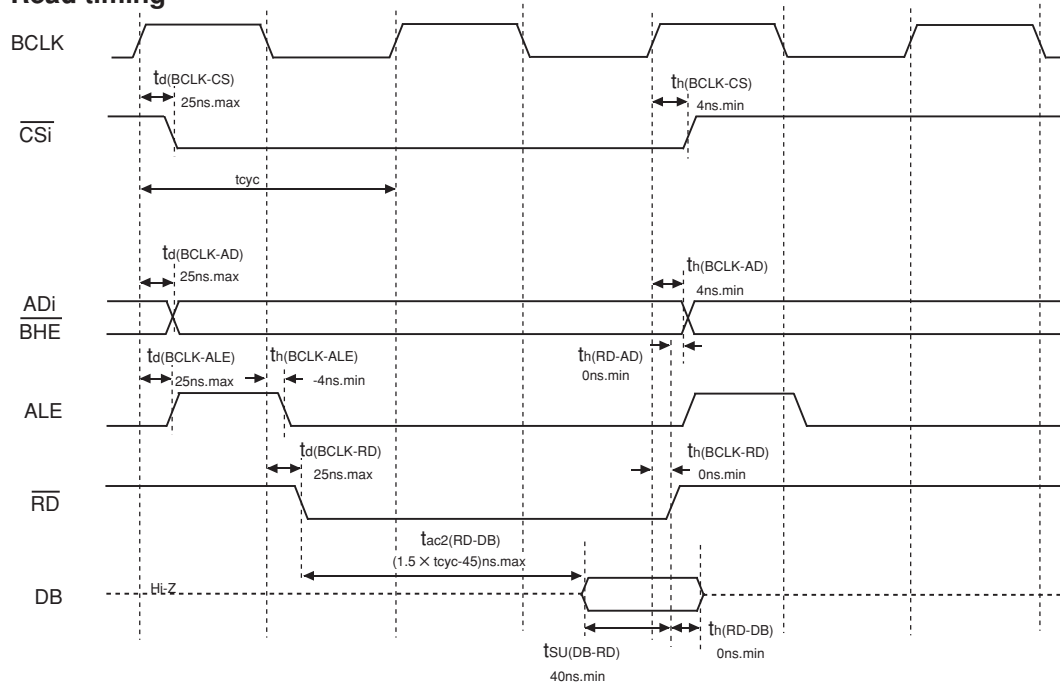 Read timing
BCLK
td(BCLK-CS)
25ns.max
th(BCLK-CS)
4ns.min
CSi
tcyc
td(BCLK-AD)
25ns.max
th(BCLK-AD)
4ns.min
ADi
BHE
td(BCLK-ALE)
25ns.max
th(BCLK-ALE)
-4ns.min
th(RD-AD)
0ns.min
ALE
td(BCLK-RD)
25ns.max
th(BCLK-RD)
0ns.min
RD
tac2(RD-DB)
(1.5 × tcyc-45)ns.max
Hi-Z
DB
tSU(DB-RD)
40ns.min
th(RD-DB)
0ns.min